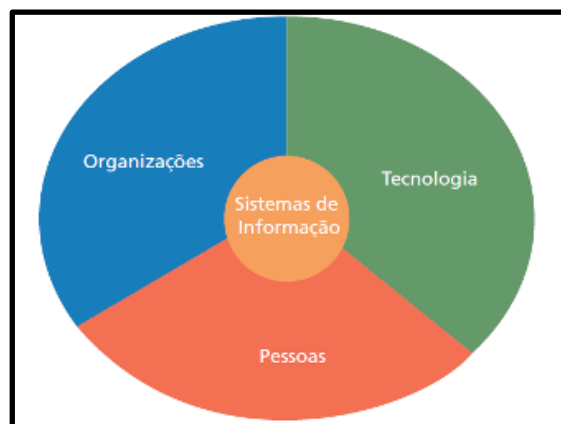 Organizações
Tecnologia
Sistemas de
Informação
Pessoas